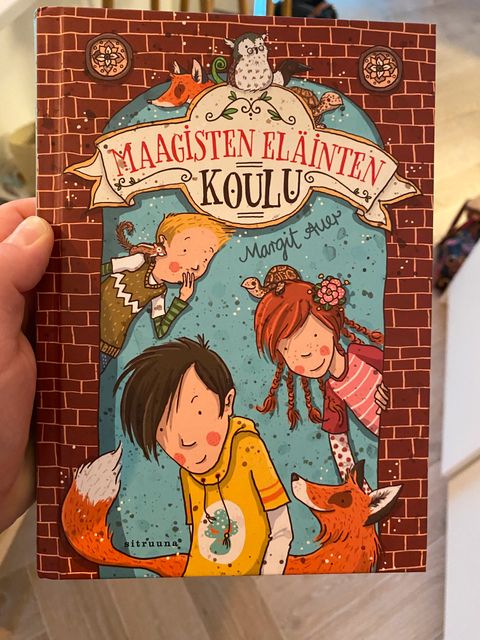 MAAGISTEN ELÄINTEN
KOULU
Margit Auer
sitruuna